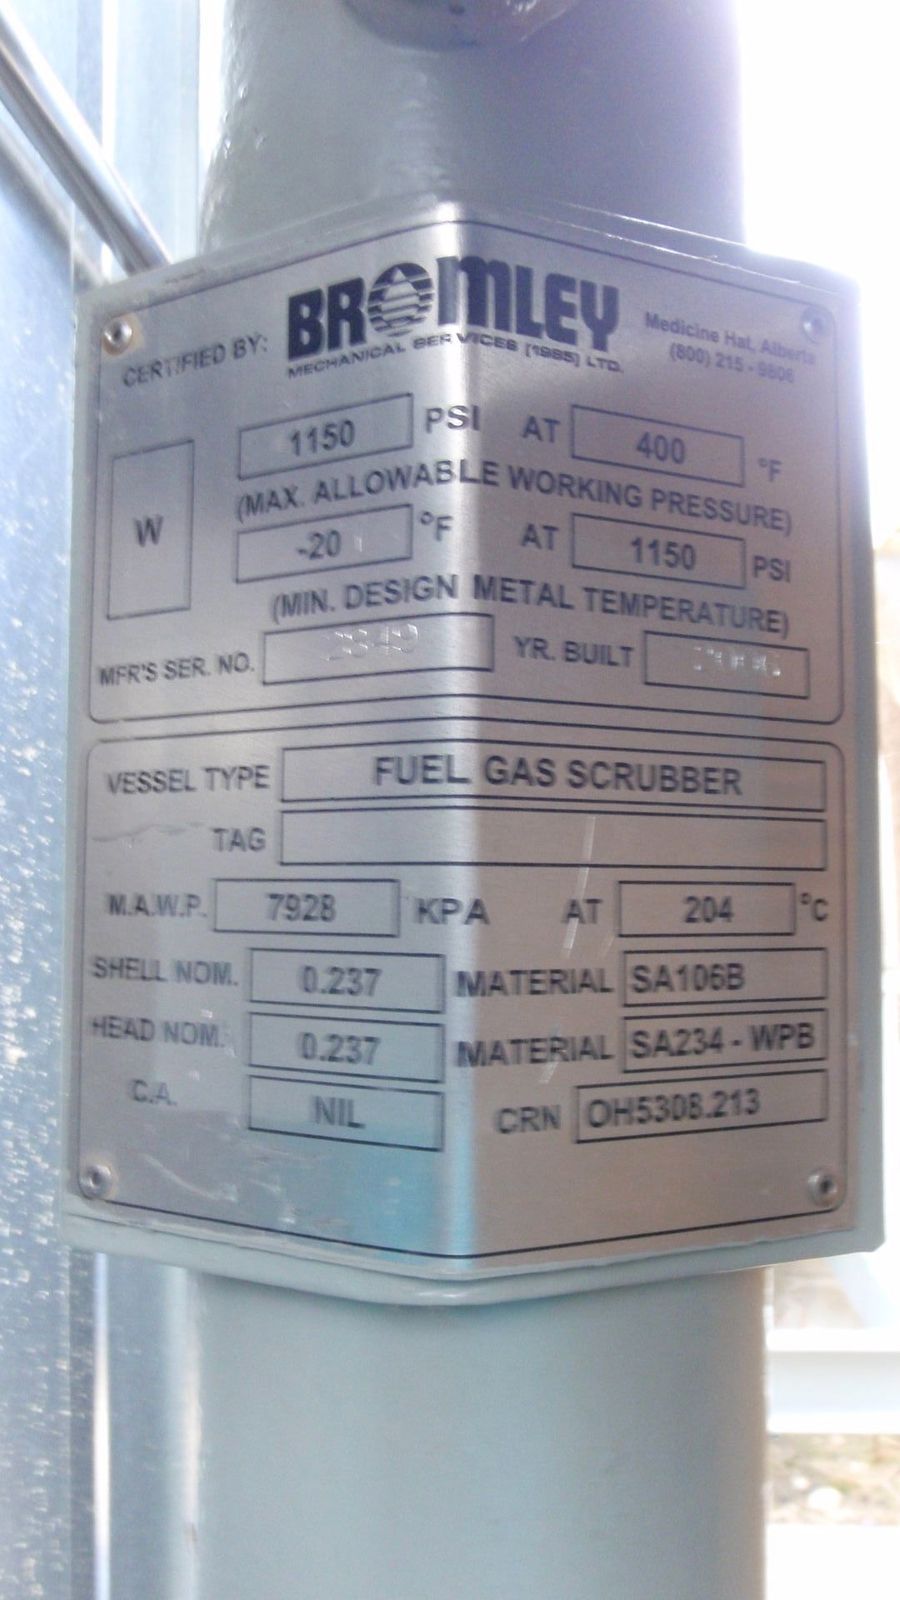 CERTIFIED BY: BROMLEY Medicine Hat, Alberta
MECHANICAL SERVICES (1985) LTD. (800) 215 - 9806
1150 PSI AT 400 °F
(MAX. ALLOWABLE WORKING PRESSURE)
W
-20 °F AT 1150 PSI
(MIN. DESIGN METAL TEMPERATURE)
MFR'S SER. NO. YR. BUILT
VESSEL TYPE FUEL GAS SCRUBBER
TAG
M.A.W.P. 7928 KPA AT 204 °C
SHELL NOM. 0.237 MATERIAL SA106B
HEAD NOM. 0.237 MATERIAL SA234 - WPB
C.A. NIL CRN OH5308.213